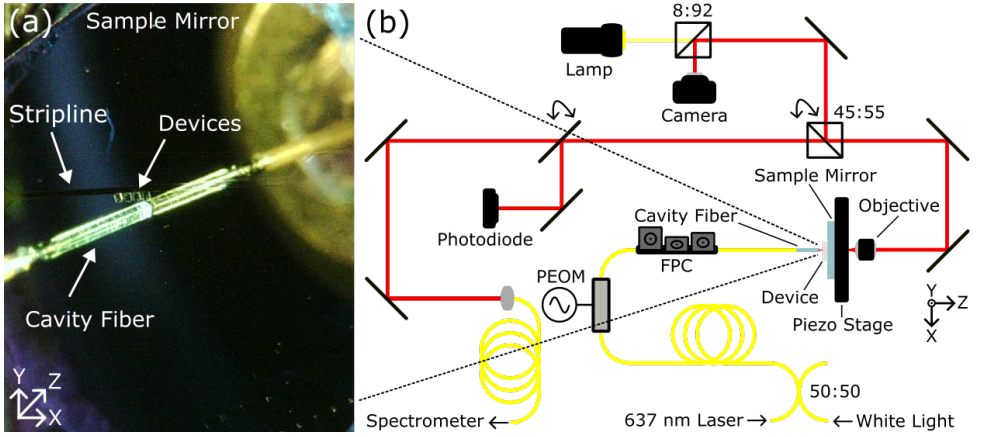 (a)
Sample Mirror
Stripline
Devices
Cavity Fiber
Y
Z
X
(b)
8:92
Lamp
Camera
45:55
Sample Mirror
Objective
Cavity Fiber
Photodiode
FPC
PEOM
Device
Piezo Stage
Y
Z
X
50:50
Spectrometer
637 nm Laser
White Light